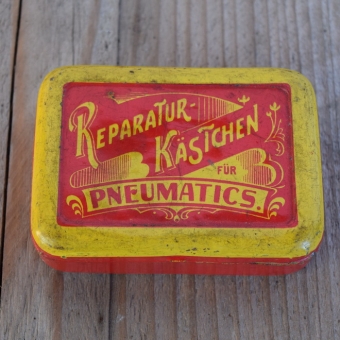 REPARATUR-
KÄSTCHEN
FÜR
PNEUMATICS.